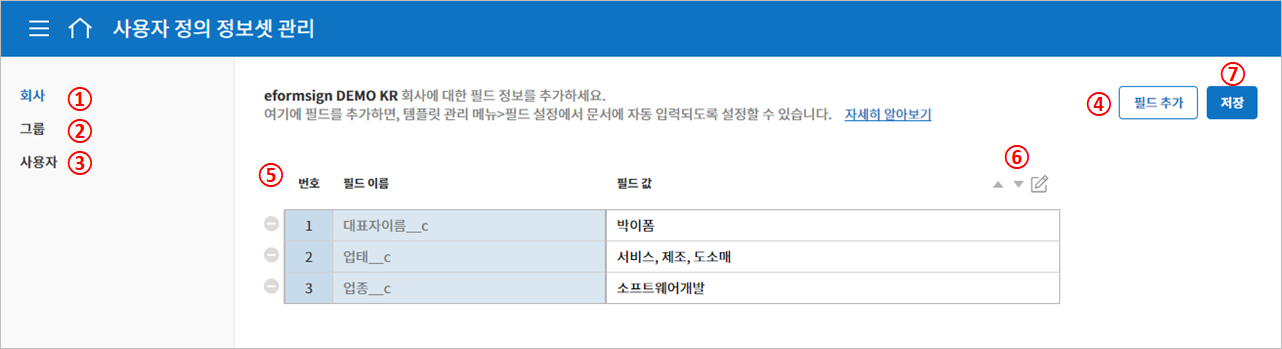 사용자 정의 정보셋 관리
회사 ①
그룹 ②
사용자 ③
eformsign DEMO KR 회사에 대한 필드 정보를 추가하세요.
여기에 필드를 추가하면, 템플릿 관리 메뉴>필드 설정에서 문서에 자동 입력되도록 설정할 수 있습니다. 자세히 알아보기
④ 필드 추가 ⑦ 저장
⑤ 번호 필드 이름 필드 값 ⑥
1 대표자이름__c 박이폼
2 업태__c 서비스, 제조, 도소매
3 업종__c 소프트웨어개발